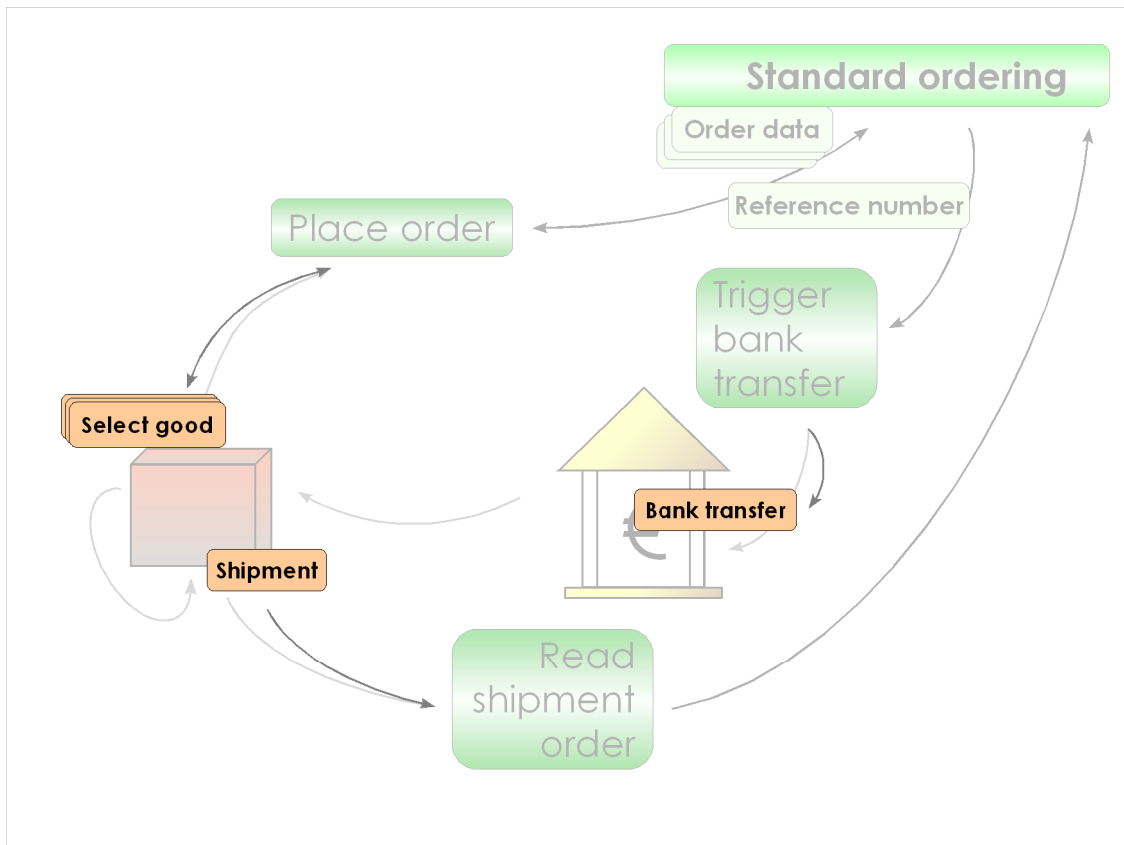 Standard ordering
Order data
Reference number
Place order
Trigger
bank
transfer
Select good
Bank transfer
€
Shipment
Read
shipment
order